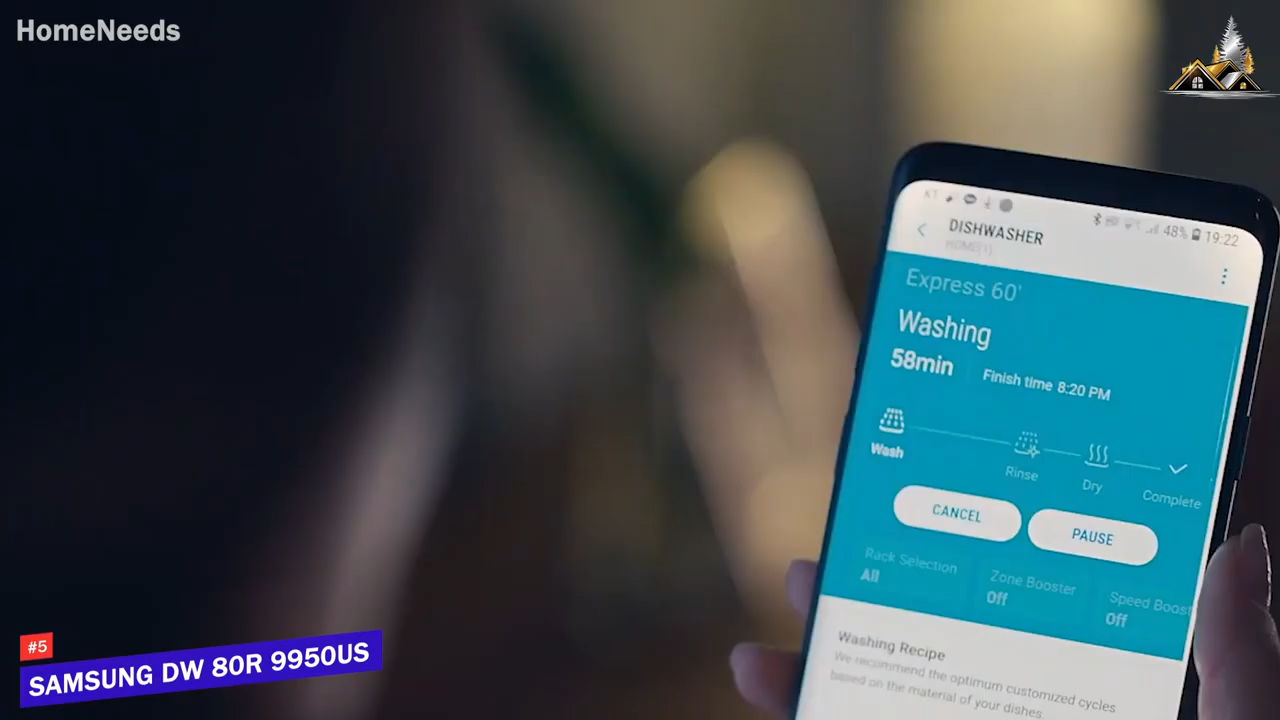 HomeNeeds
48% 19:22
DISHWASHER
HOME(1)
Express 60'
Washing
58min
Finish time 8:20 PM
Wash
Rinse
Dry
Complete
CANCEL
PAUSE
Rack Selection
All
Zone Booster
Off
Speed Boost
Off
Washing Recipe
We recommend the optimum customized cycles
based on the material of your dishes.
#5
SAMSUNG DW 80R 9950US